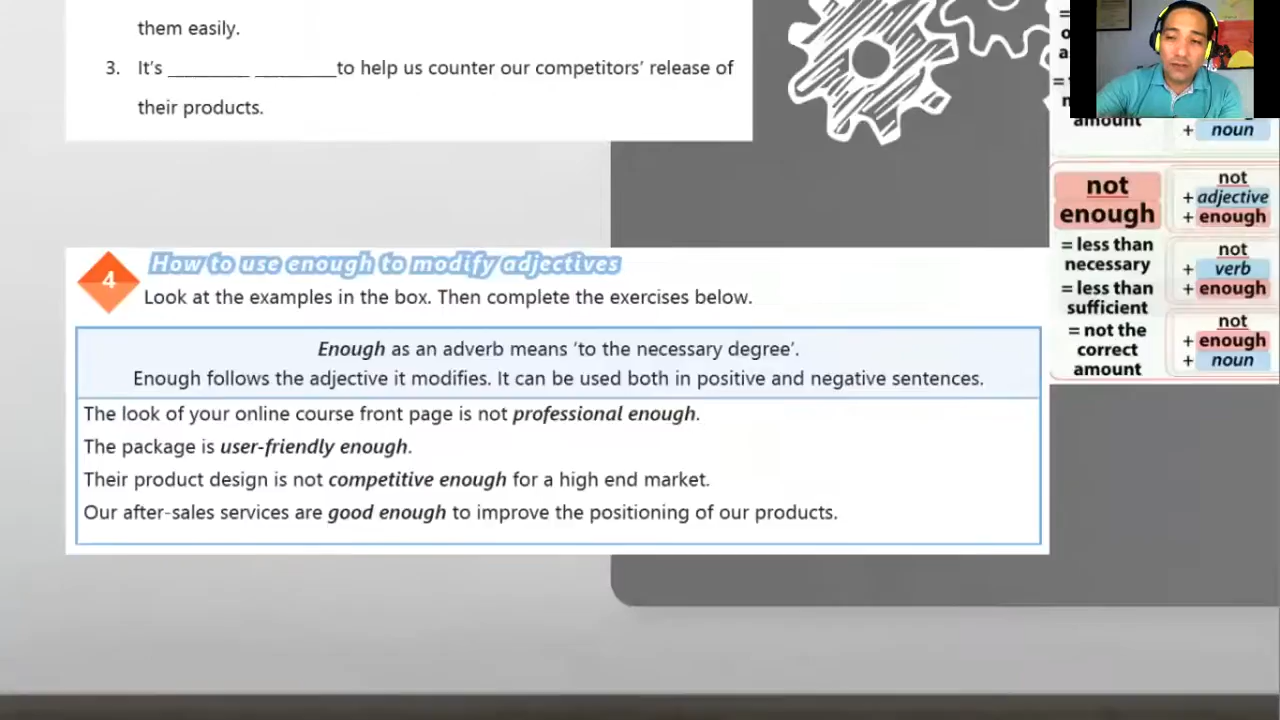 them easily.
3. It's _________ _________to help us counter our competitors' release of
their products.
4
How to use enough to modify adjectives
Look at the examples in the box. Then complete the exercises below.
Enough as an adverb means 'to the necessary degree'.
Enough follows the adjective it modifies. It can be used both in positive and negative sentences.
The look of your online course front page is not professional enough.
The package is user-friendly enough.
Their product design is not competitive enough for a high end market.
Our after-sales services are good enough to improve the positioning of our products.
amount
+ noun
not
enough
= less than
necessary
= less than
sufficient
= not the
correct
amount
not
+ adjective
+ enough
not
+ verb
+ enough
not
+ enough
+ noun